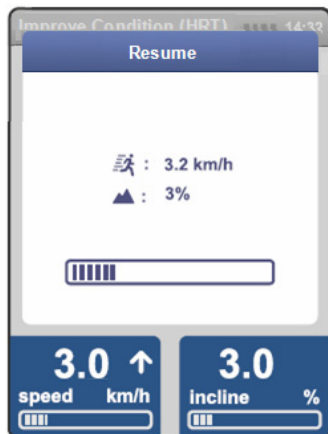 Improve Condition (HRT) 14:32
Resume
: 3.2 km/h
: 3%
3.0
speed km/h
3.0
incline %